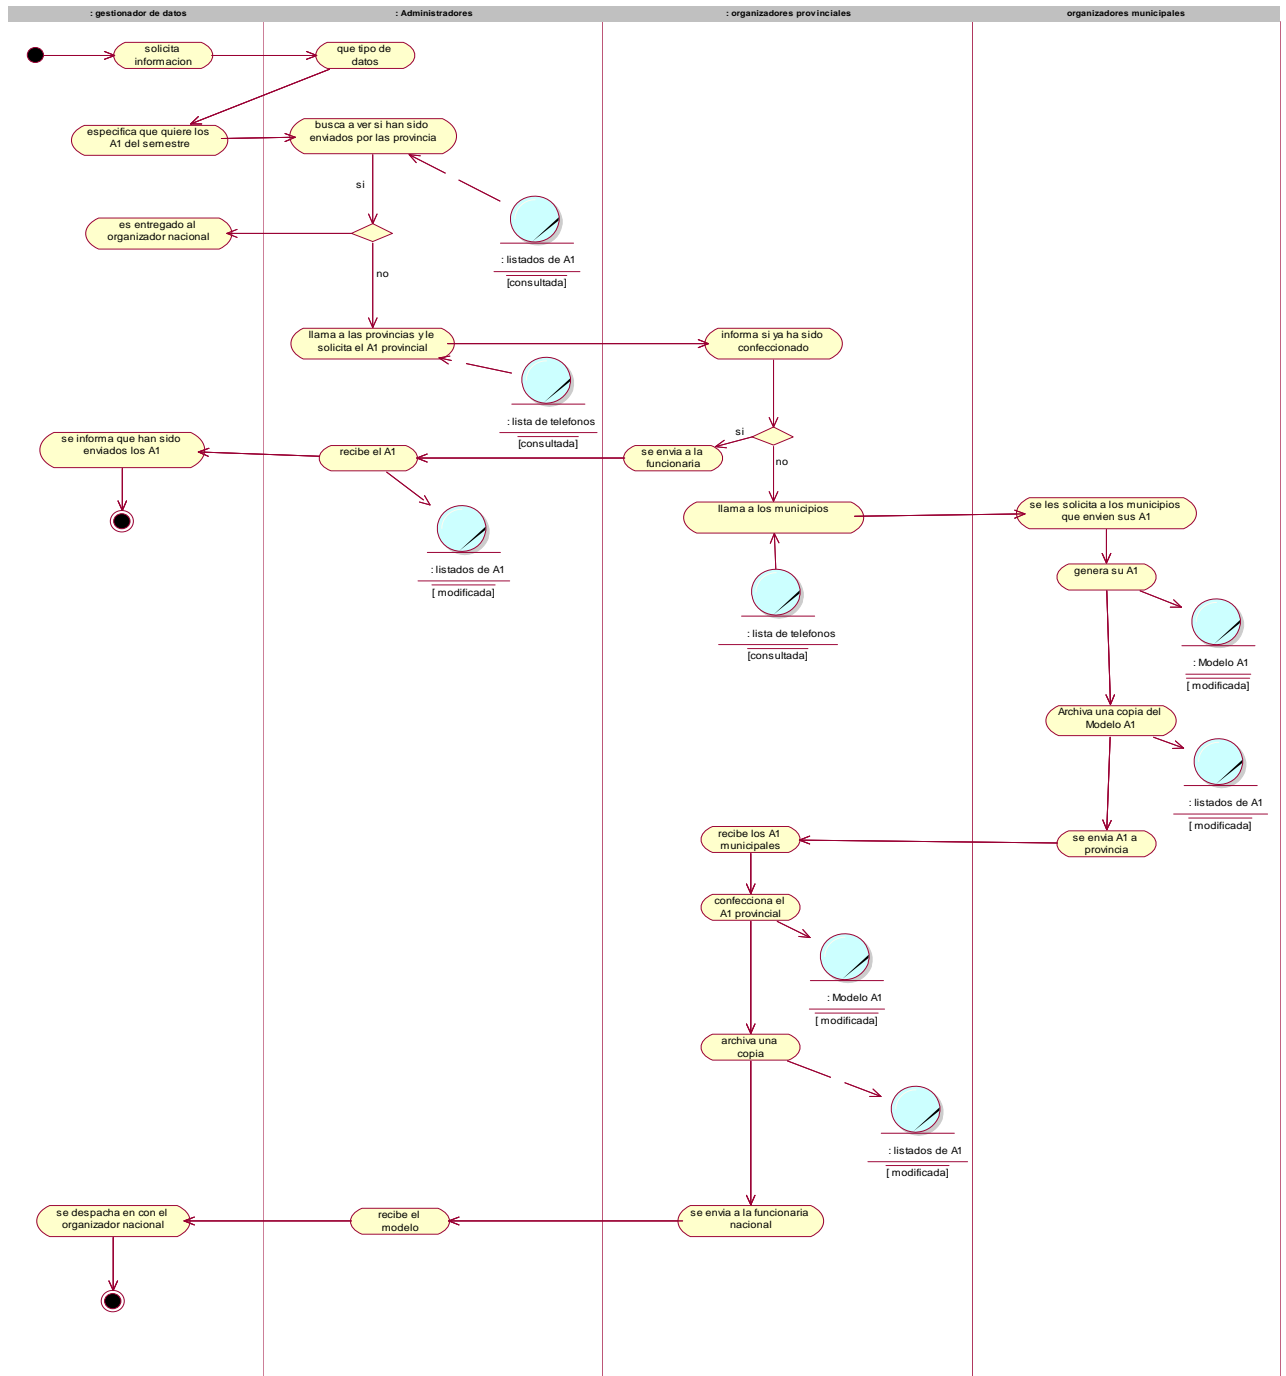 : gestionador de datos
: Administradores
: organizadores provinciales
organizadores municipales
solicita
informacion
que tipo de
datos
especifica que quiere los
A1 del semestre
busca a ver si han sido
enviados por las provincia
si
es entregado al
organizador nacional
: listados de A1
[consultada]
no
llama a las provincias y le
solicita el A1 provincial
informa si ya ha sido
confeccionado
: lista de telefonos
[consultada]
se informa que han sido
enviados los A1
recibe el A1
si
se envia a la
funcionaria
no
llama a los municipios
se les solicita a los municipios
que envien sus A1
: listados de A1
[ modificada]
genera su A1
: lista de telefonos
[consultada]
: Modelo A1
[ modificada]
Archiva una copia del
Modelo A1
: listados de A1
[ modificada]
recibe los A1
municipales
se envia A1 a
provincia
confecciona el
A1 provincial
: Modelo A1
[ modificada]
archiva una
copia
: listados de A1
[ modificada]
se despacha en con el
organizador nacional
recibe el
modelo
se envia a la funcionaria
nacional